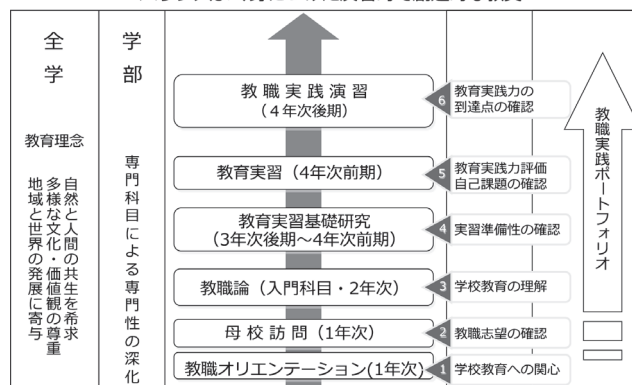 全学
教育理念
自然と人間の共生を希求
多様な文化・価値観の尊重
地域と世界の発展に寄与
学部
専門科目による専門性の深化
教職実践演習
（4年次後期）
6
教育実践力の
到達点の確認
教育実習（4年次前期）
5
教育実践力評価
自己課題の確認
教育実習基礎研究
（3年次後期～4年次前期）
4
実習準備性の確認
教職論（入門科目・2年次）
3
学校教育の理解
母校訪問（1年次）
2
教職志望の確認
教職オリエンテーション(1年次)
1
学校教育への関心
教職実践ポートフォリオ